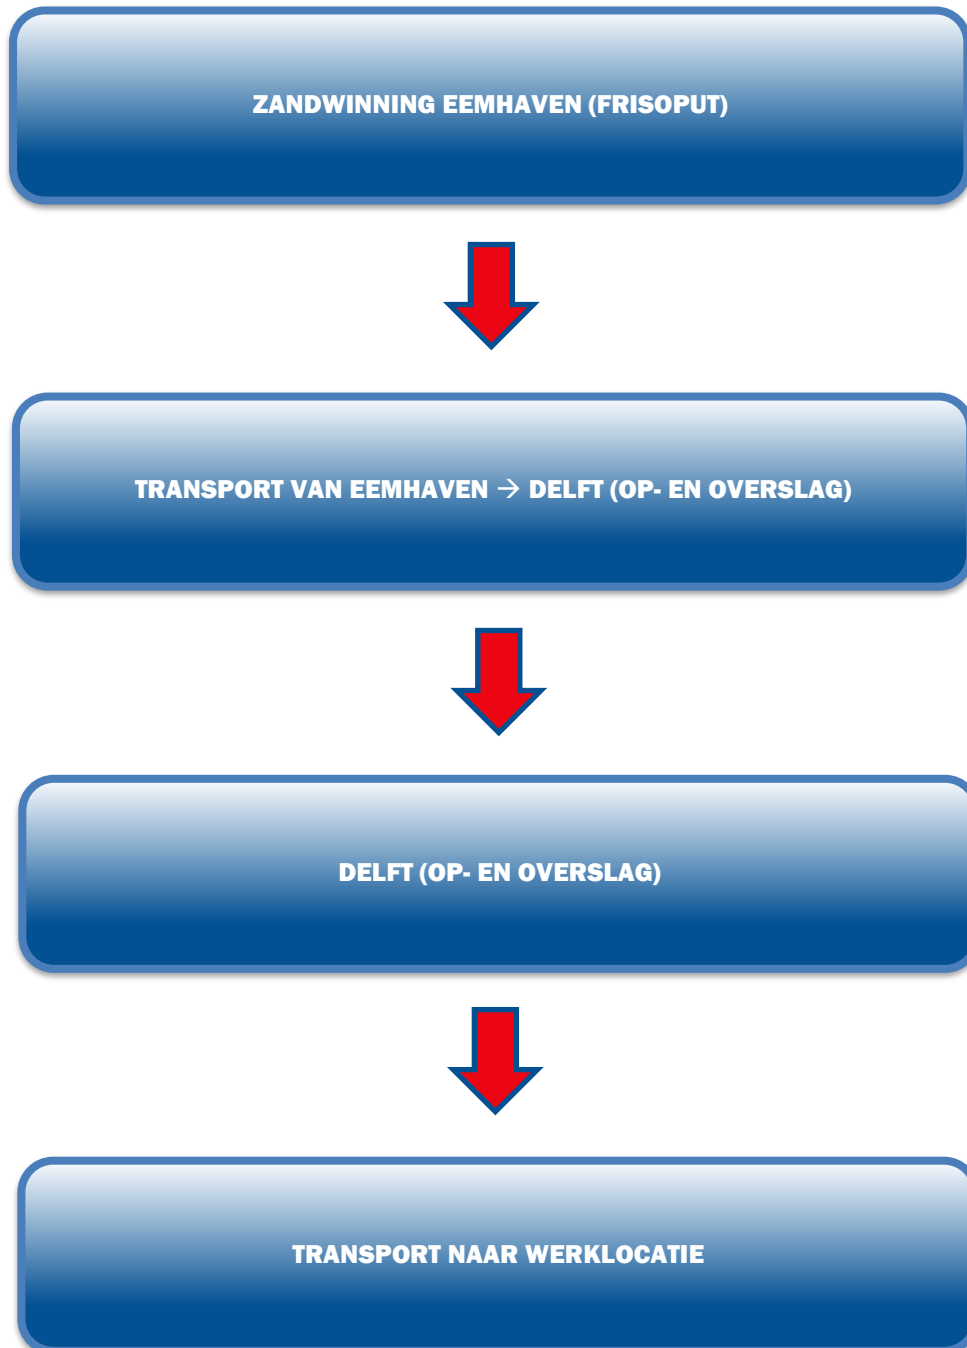 ZANDWINNING EEMHAVEN (FRISOPUT)
TRANSPORT VAN EEMHAVEN → DELFT (OP- EN OVERSLAG)
DELFT (OP- EN OVERSLAG)
TRANSPORT NAAR WERKLOCATIE